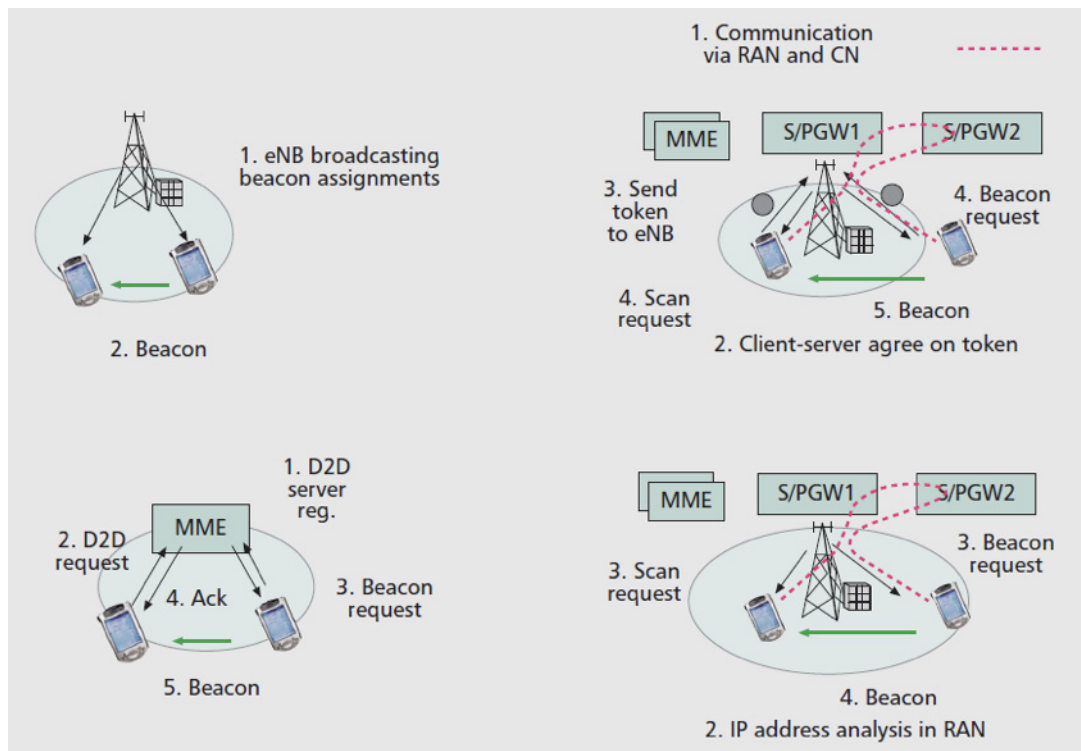 1. eNB broadcasting
beacon assignments
2. Beacon
1. Communication
via RAN and CN
MME
S/PGW1
S/PGW2
3. Send
token
to eNB
4. Beacon
request
4. Scan
request
5. Beacon
2. Client-server agree on token
1. D2D
server
reg.
MME
2. D2D
request
4. Ack
3. Beacon
request
5. Beacon
MME
S/PGW1
S/PGW2
3. Scan
request
3. Beacon
request
4. Beacon
2. IP address analysis in RAN